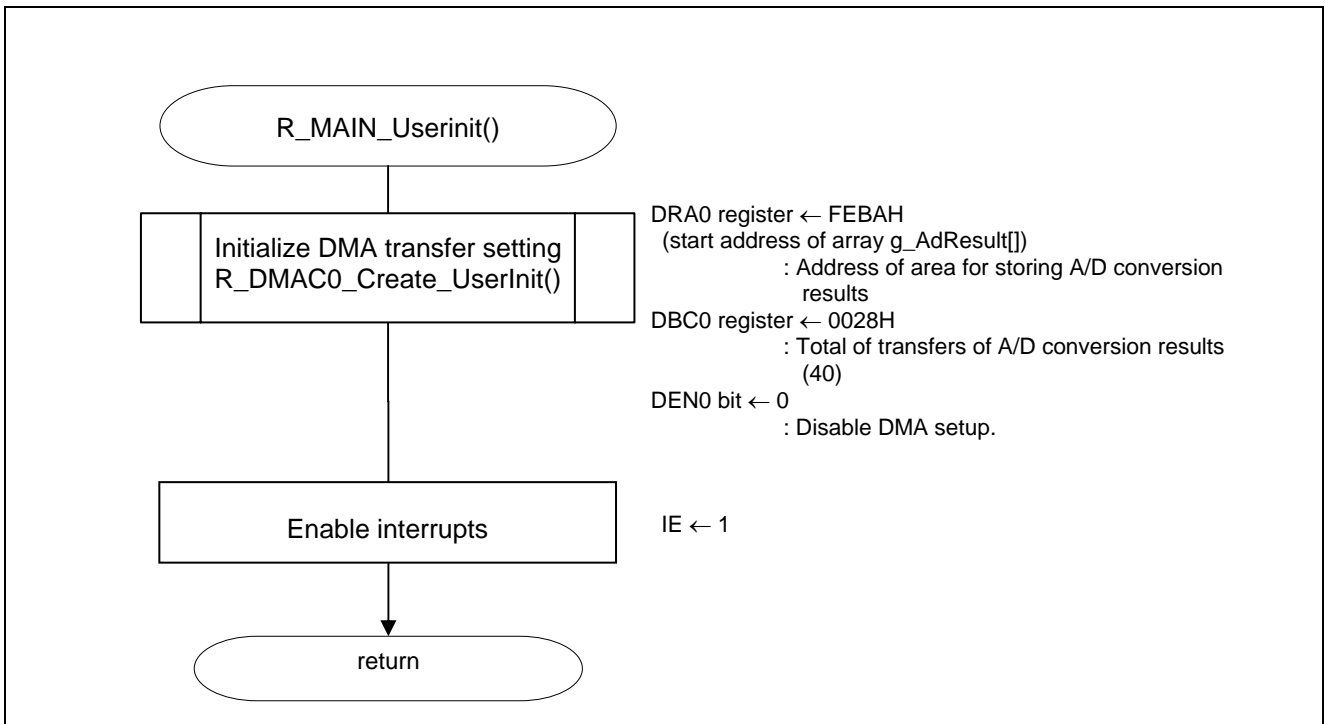 R_MAIN_Userinit()
Initialize DMA transfer setting
R_DMAC0_Create_UserInit()
DRA0 register ← FEBAH
(start address of array g_AdResult[])
: Address of area for storing A/D conversion
results
DBC0 register ← 0028H
: Total of transfers of A/D conversion results
(40)
DEN0 bit ← 0
: Disable DMA setup.
Enable interrupts
IE ← 1
return